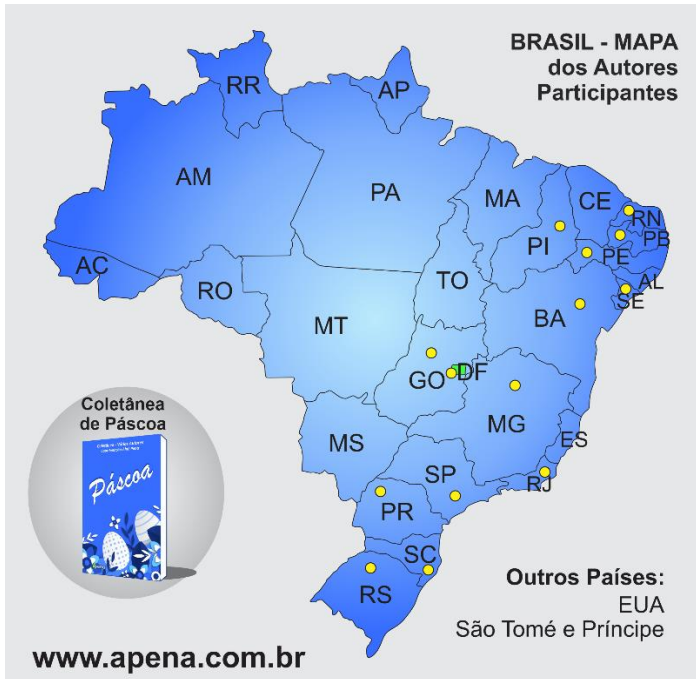 BRASIL - MAPA
dos Autores
Participantes
RR
AP
AM
PA
MA
CE
RN
PB
PI
PE
AC
TO
AL
SE
RO
BA
MT
GO
DF
MG
ES
MS
SP
RJ
PR
SC
RS
Coletânea
de Páscoa
Páscoa
Outros Países:
EUA
São Tomé e Príncipe
www.apena.com.br